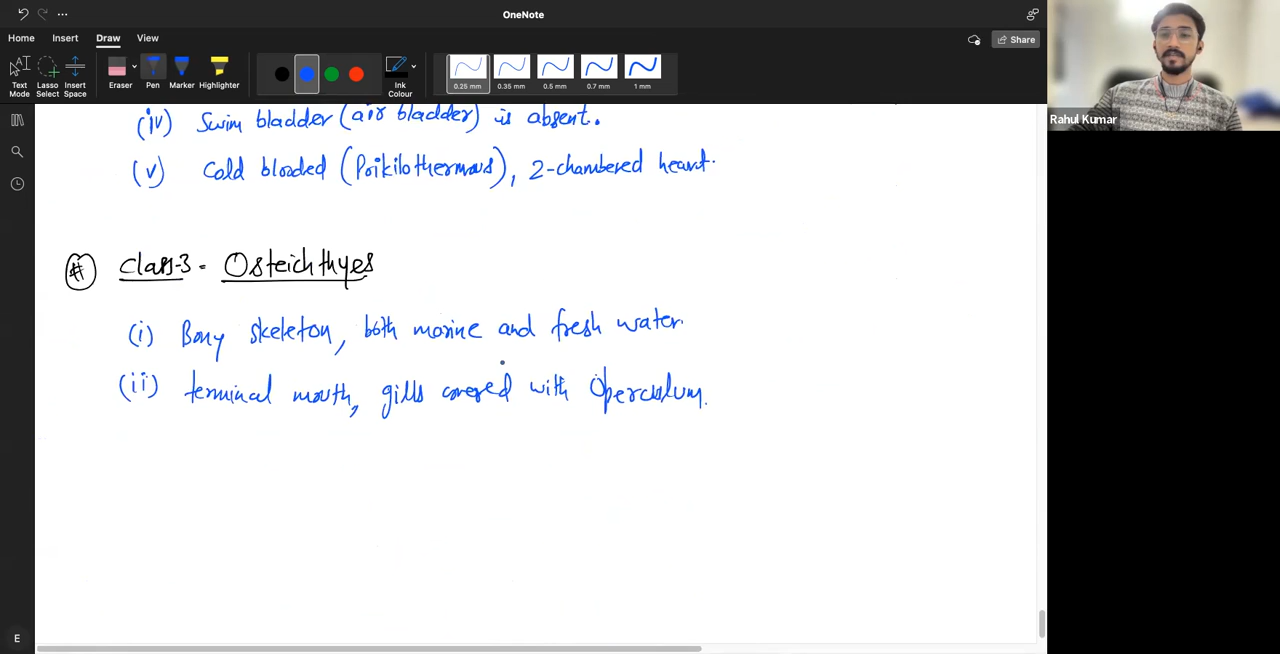 OneNote
Home Insert Draw View
Share
Text Mode
Lasso Select
Insert Space
Eraser
Pen
Marker
Highlighter
Ink Colour
0.25 mm
0.35 mm
0.5 mm
0.7 mm
1 mm
Rahul Kumar
(iv) Swim bladder (air bladder) is absent.
(v) Cold blooded (Poikilothermous), 2-chambered heart.
# Class-3 - Osteichthyes
(i) Bony skeleton, both marine and fresh water.
(ii) terminal mouth, gills covered with Operculum.
E